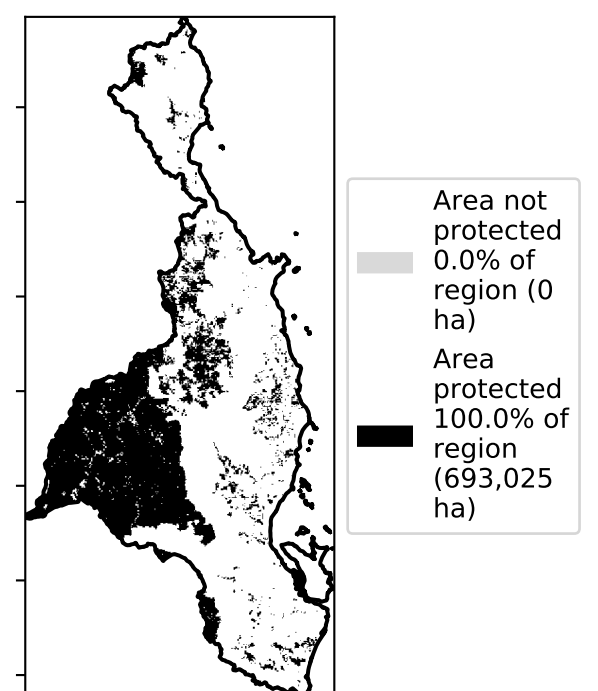 Area not
protected
0.0% of
region (0
ha)
Area
protected
100.0% of
region
(693,025
ha)